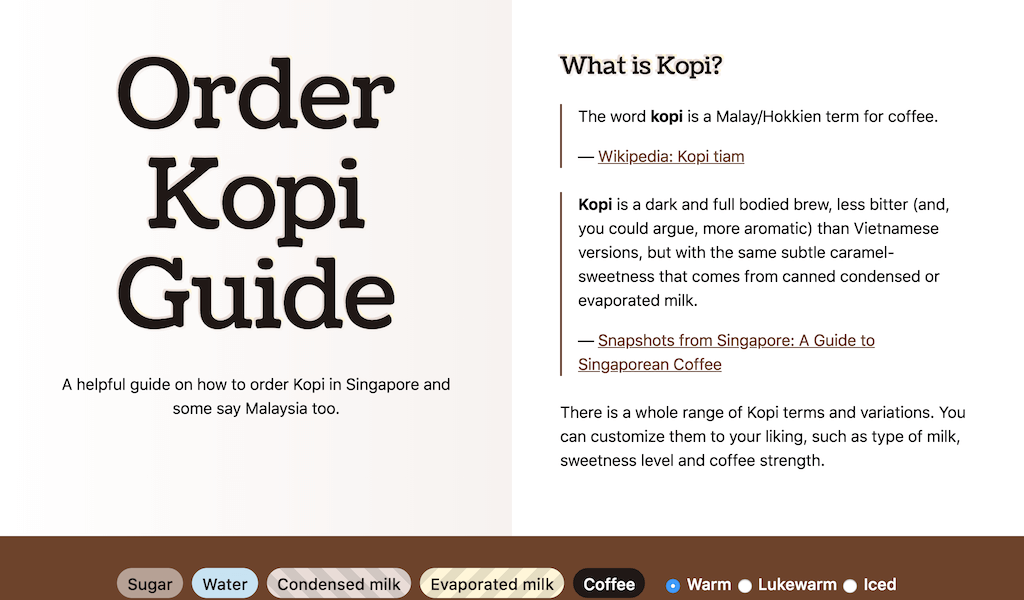 Order
Kopi
Guide
A helpful guide on how to order Kopi in Singapore and
some say Malaysia too.
What is Kopi?
The word kopi is a Malay/Hokkien term for coffee.
— Wikipedia: Kopi tiam
Kopi is a dark and full bodied brew, less bitter (and,
you could argue, more aromatic) than Vietnamese
versions, but with the same subtle caramel-
sweetness that comes from canned condensed or
evaporated milk.
— Snapshots from Singapore: A Guide to
Singaporean Coffee
There is a whole range of Kopi terms and variations. You
can customize them to your liking, such as type of milk,
sweetness level and coffee strength.
Sugar Water Condensed milk Evaporated milk Coffee Warm Lukewarm Iced